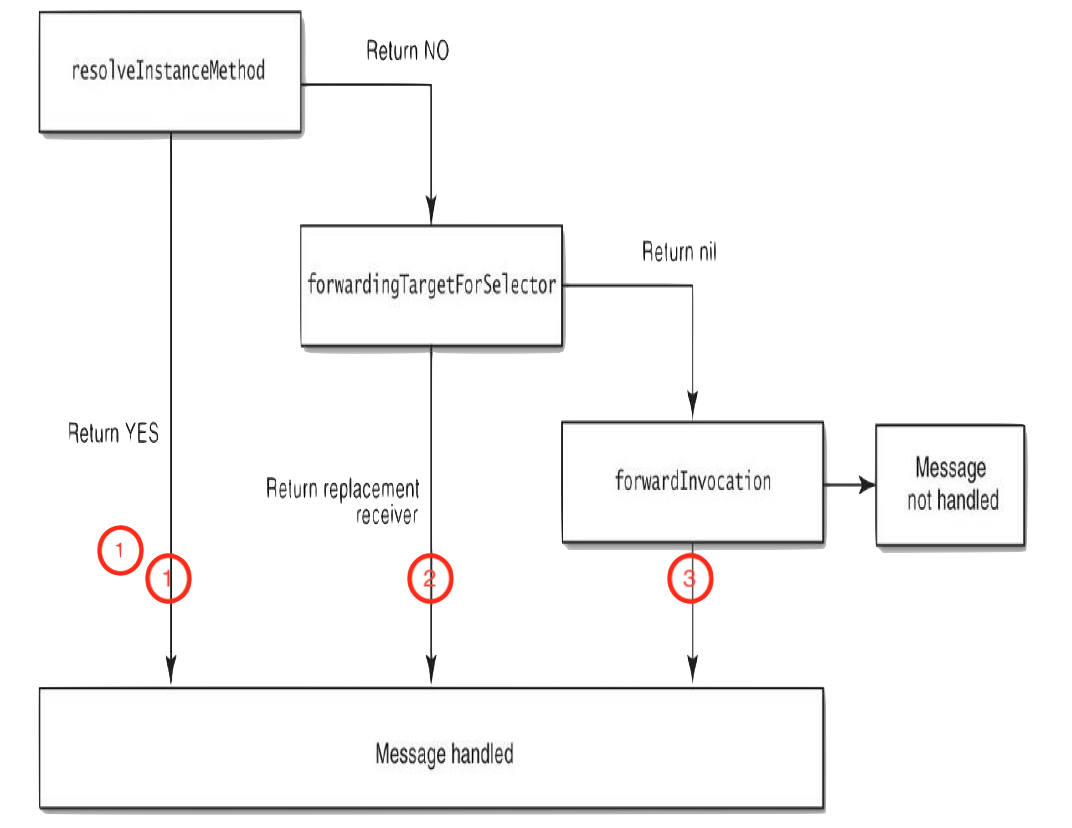 Return NO
resolveInstanceMethod
Return nil
forwardingTargetForSelector
Return YES
Message
not handled
forwardInvocation
Return replacement
receiver
1
1
2
3
Message handled